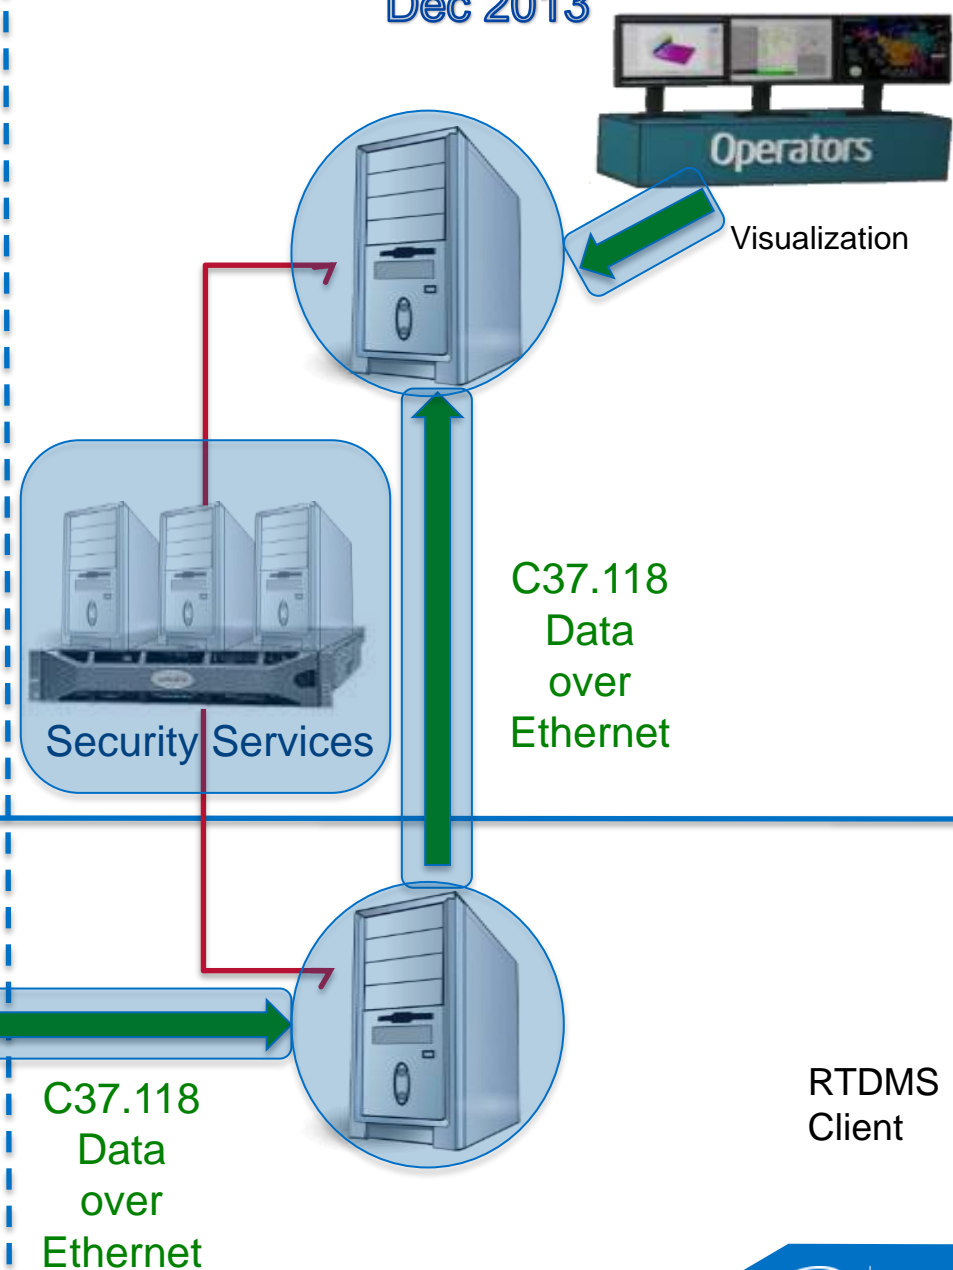 Dec 2013
Operators
Visualization
C37.118
Data
over
Ethernet
Security Services
C37.118
Data
over
Ethernet
RTDMS
Client